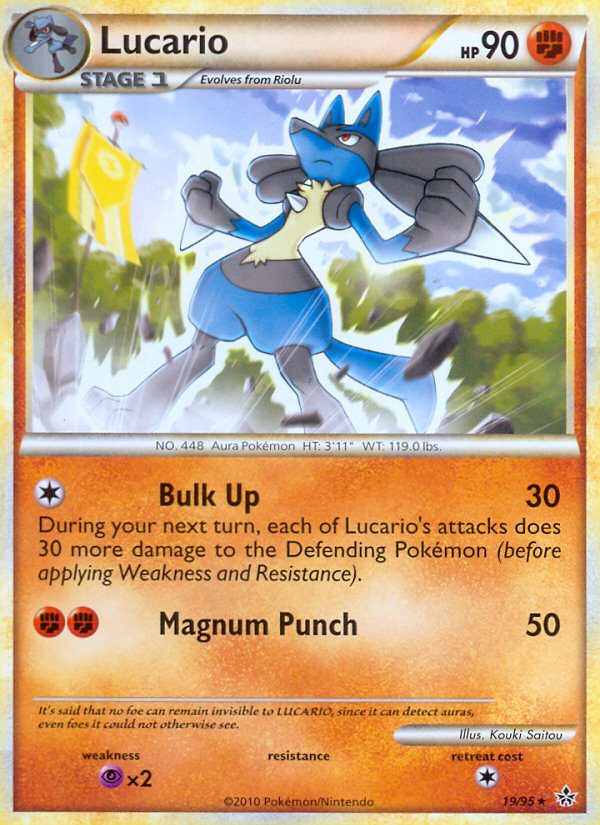 Lucario
HP 90
STAGE 1
Evolves from Riolu
NO. 448 Aura Pokémon HT: 3'11" WT: 119.0 lbs.
Bulk Up 30
During your next turn, each of Lucario's attacks does
30 more damage to the Defending Pokémon (before
applying Weakness and Resistance).
Magnum Punch 50
It's said that no foe can remain invisible to LUCARIO, since it can detect auras,
even foes it could not otherwise see.
Illus. Kouki Saitou
weakness resistance retreat cost
×2
©2010 Pokémon/Nintendo
19/95 ★